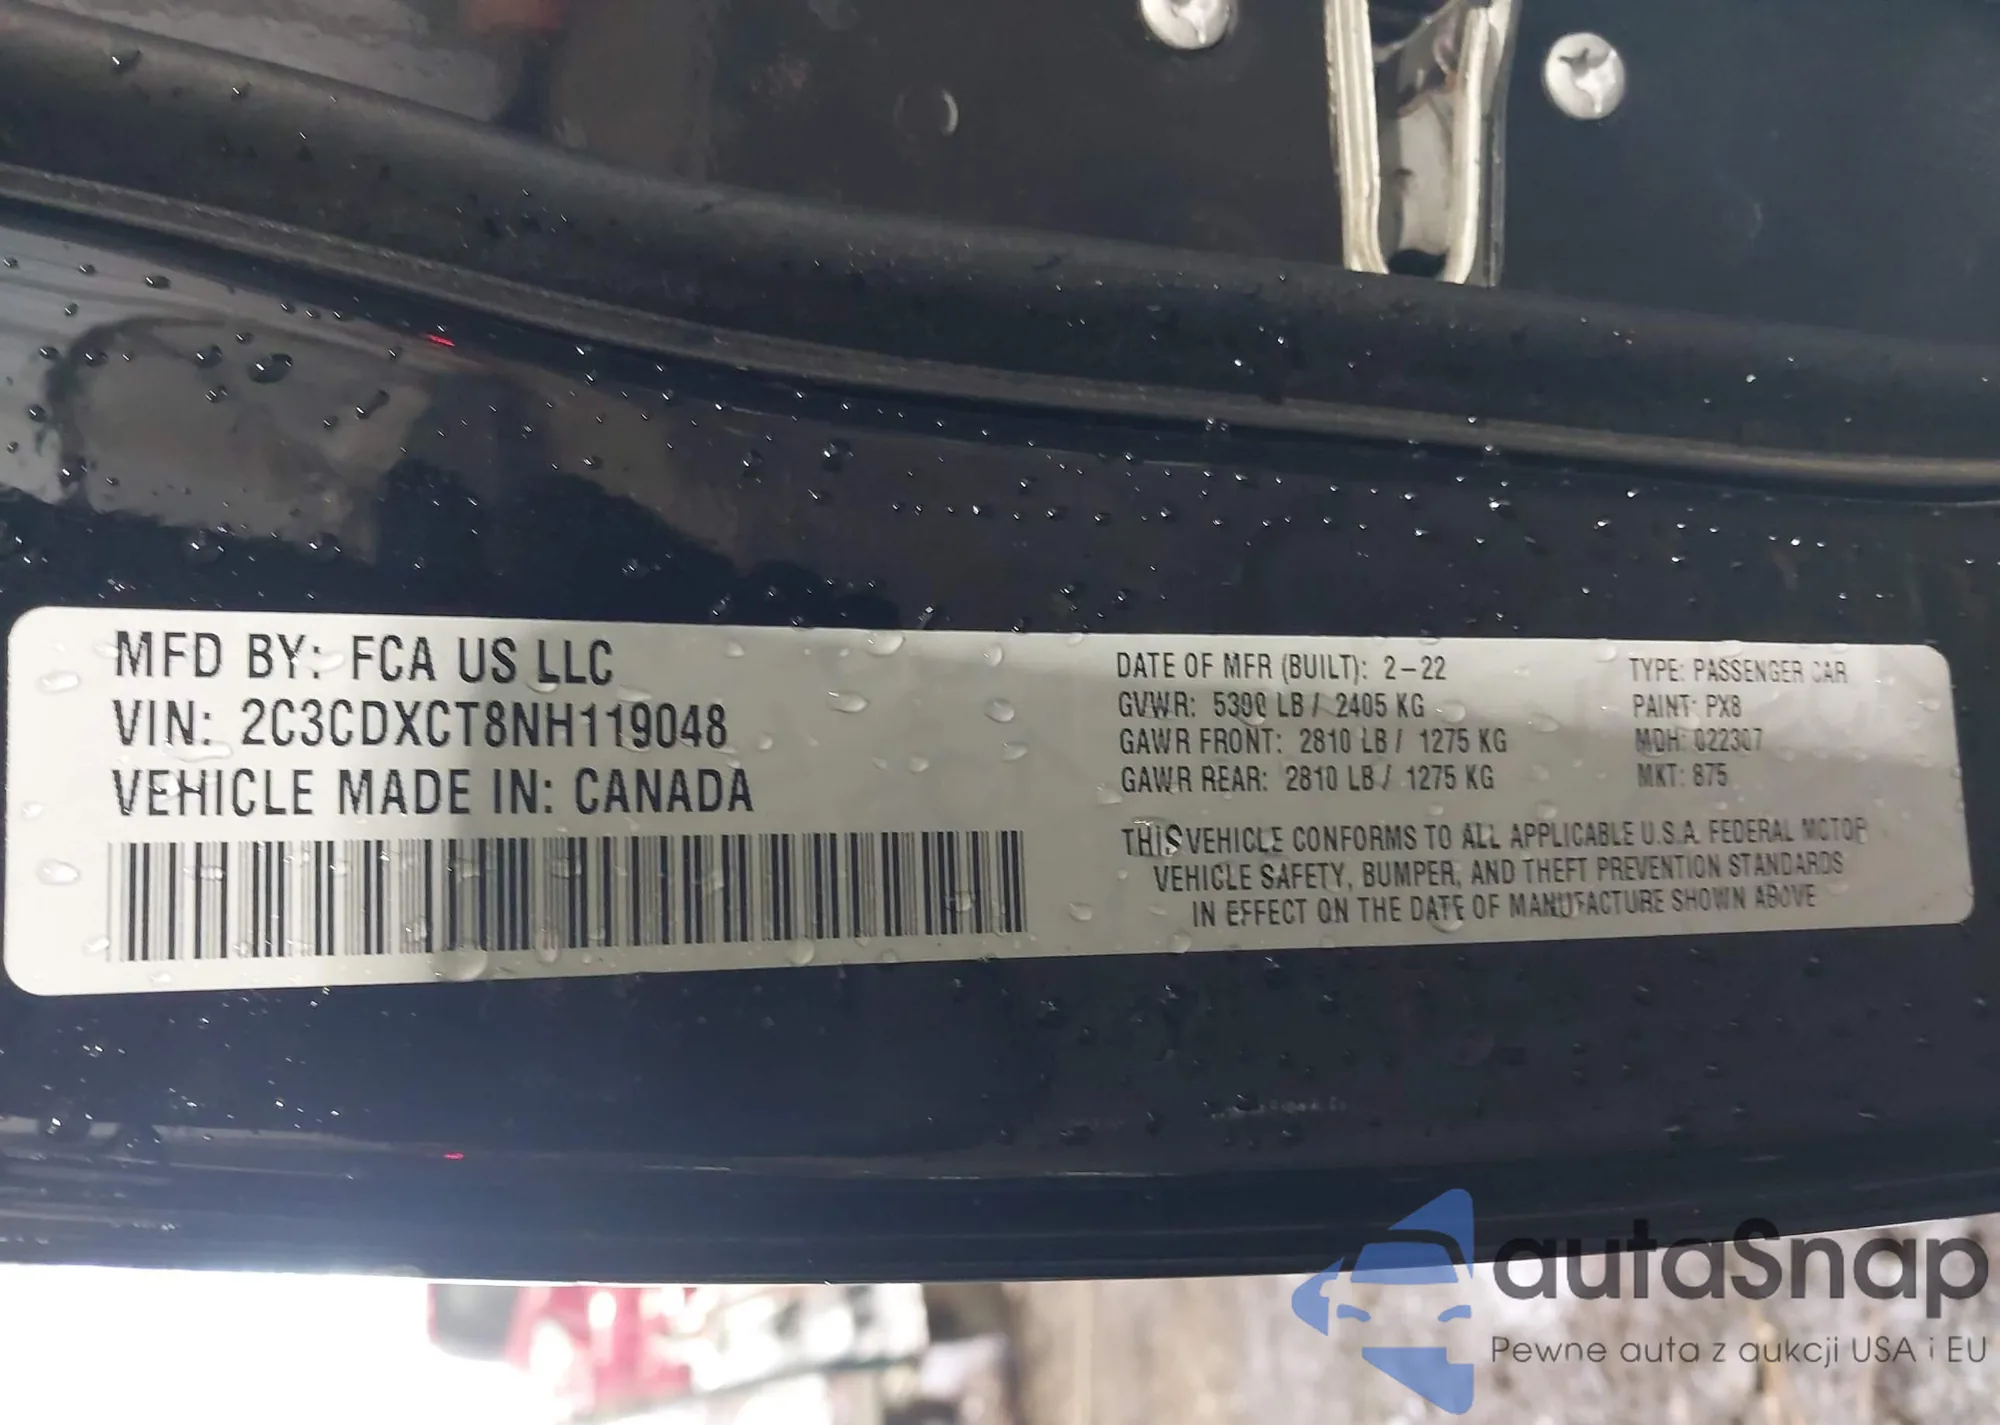 MFD BY: FCA US LLC
VIN: 2C3CDXCT8NH119048
VEHICLE MADE IN: CANADA
DATE OF MFR (BUILT): 2-22
GVWR: 5300 LB / 2405 KG
GAWR FRONT: 2810 LB / 1275 KG
GAWR REAR: 2810 LB / 1275 KG
TYPE: PASSENGER CAR
PAINT: PX8
MDH: 022307
MKT: 875
THIS VEHICLE CONFORMS TO ALL APPLICABLE U.S.A. FEDERAL MOTOR
VEHICLE SAFETY, BUMPER, AND THEFT PREVENTION STANDARDS
IN EFFECT ON THE DATE OF MANUFACTURE SHOWN ABOVE
autaSnap
Pewne auta z aukcji USA i EU